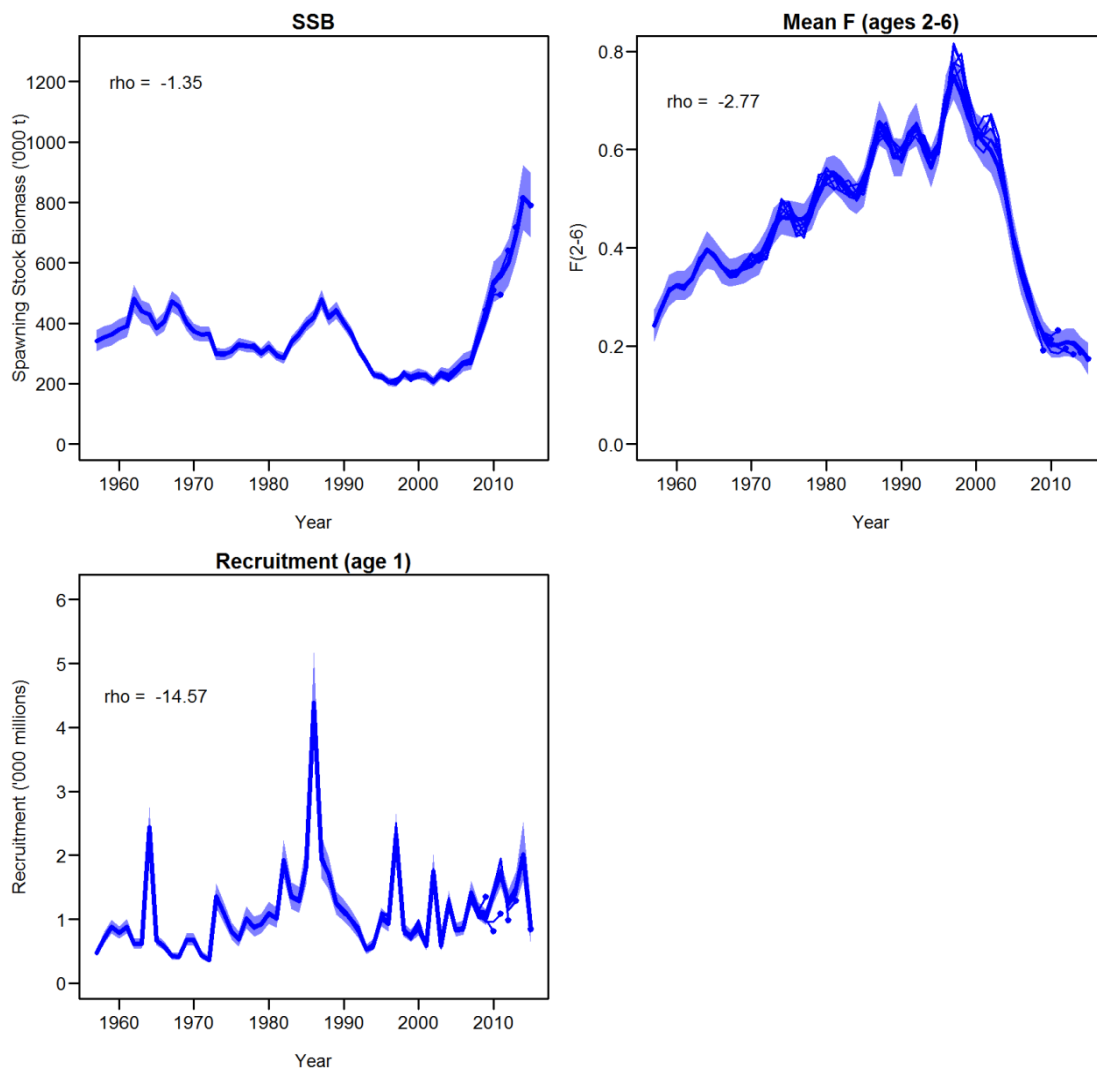 SSB
rho = -1.35
Spawning Stock Biomass ('000 t)
1200
1000
800
600
400
200
0
1960 1970 1980 1990 2000 2010
Year
Mean F (ages 2-6)
rho = -2.77
F(2-6)
0.8
0.6
0.4
0.2
0.0
1960 1970 1980 1990 2000 2010
Year
Recruitment (age 1)
rho = -14.57
Recruitment ('000 millions)
6
5
4
3
2
1
0
1960 1970 1980 1990 2000 2010
Year